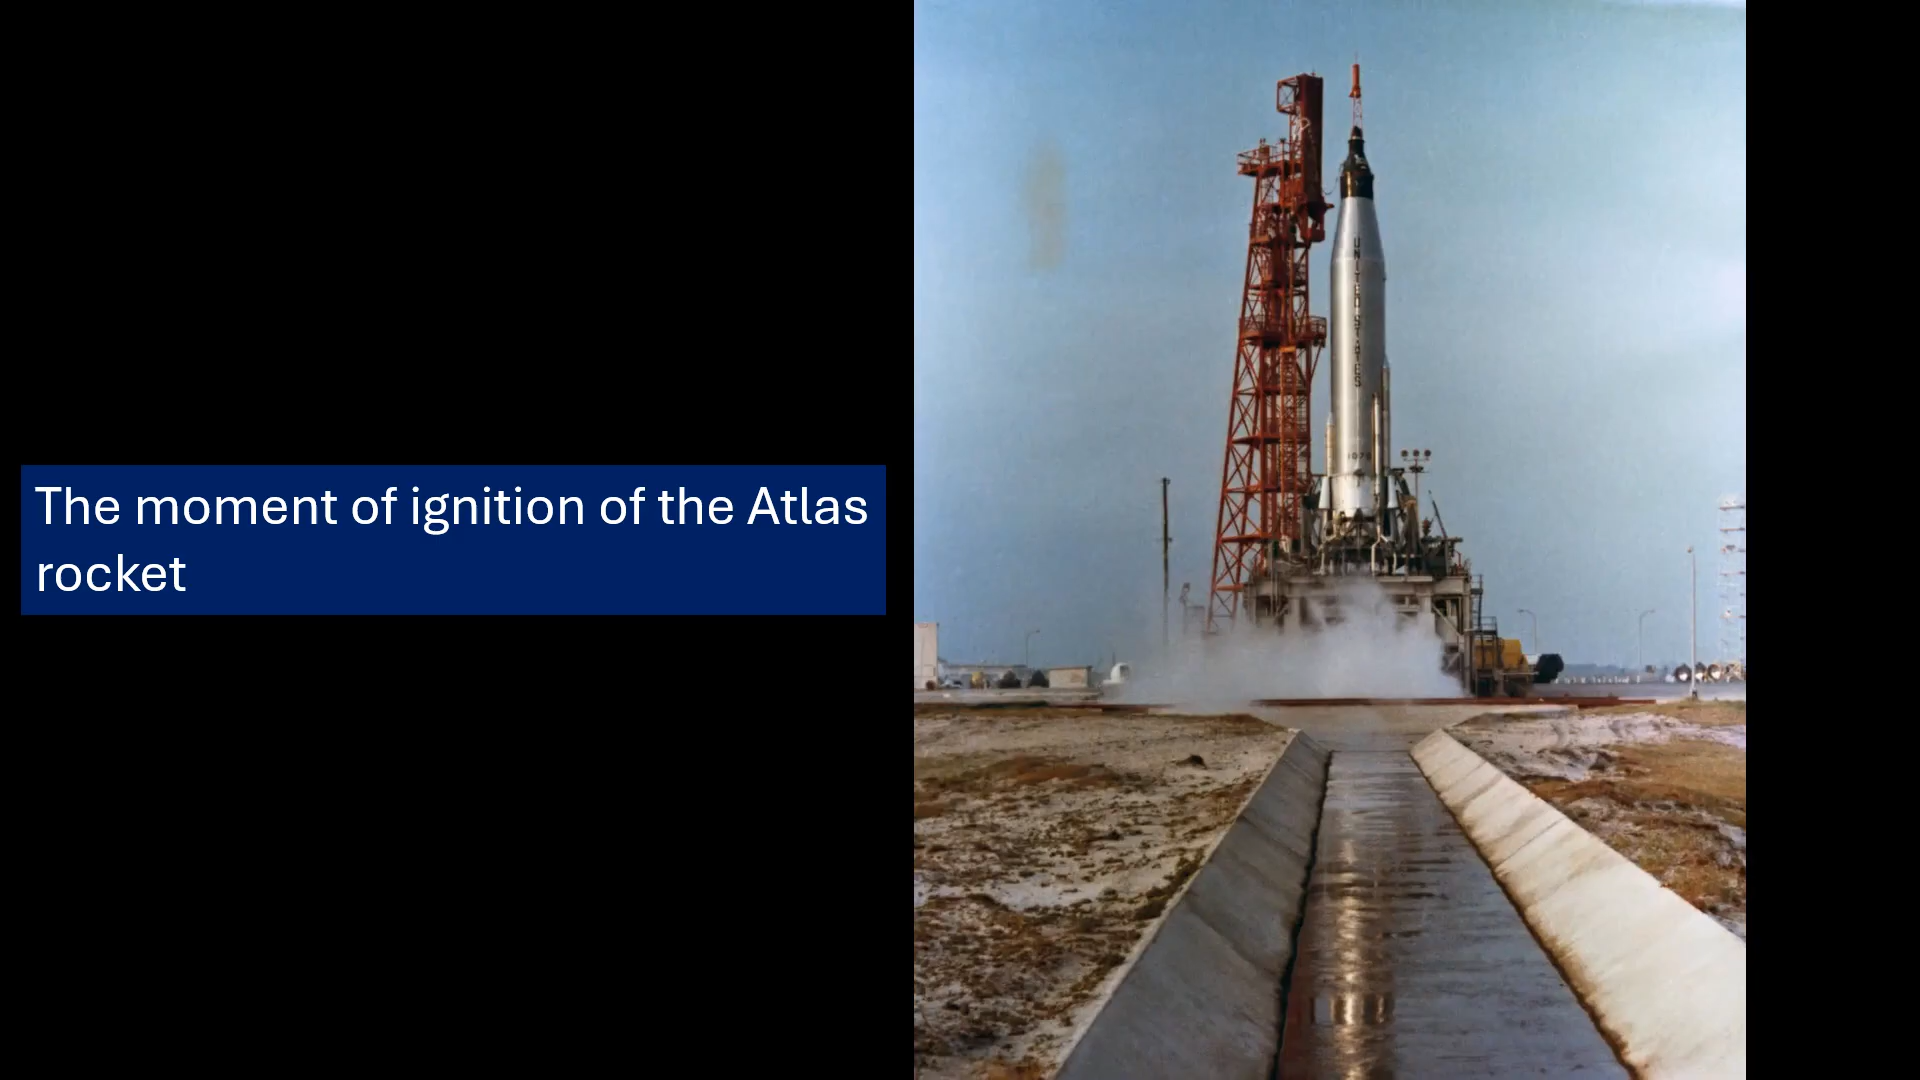 The moment of ignition of the Atlas
rocket
UNITED STATES